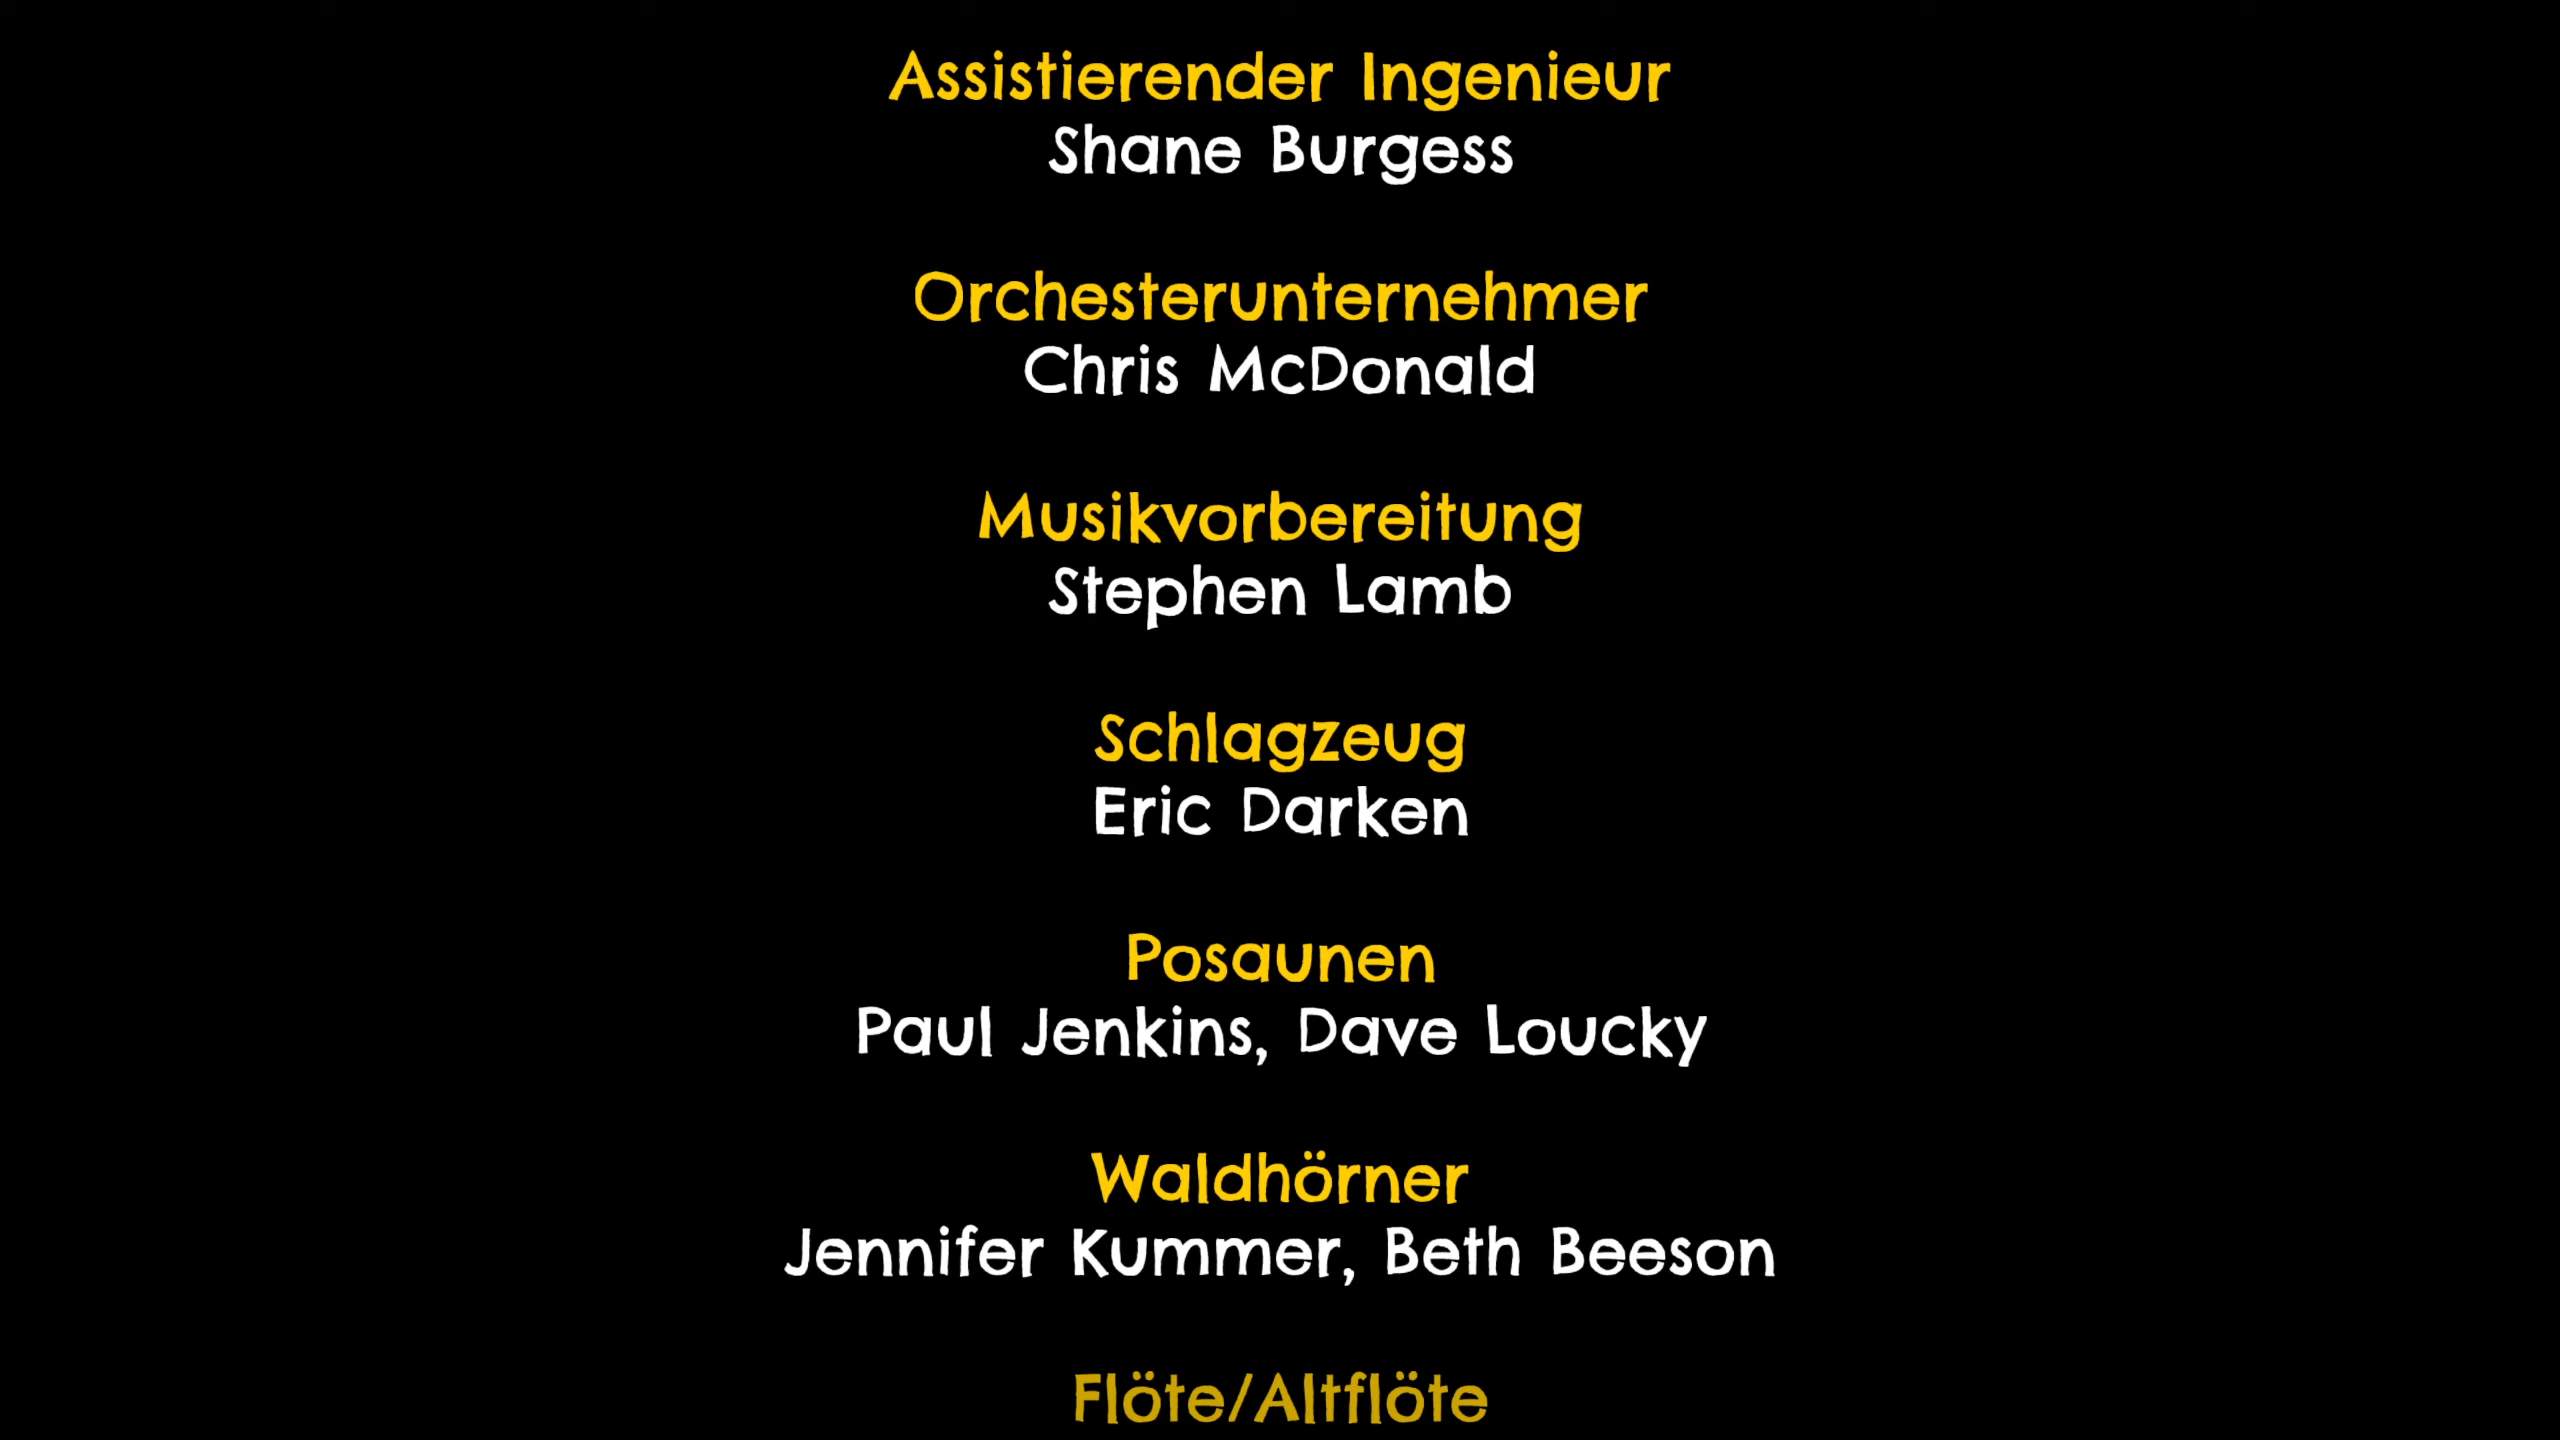 Assistierender Ingenieur
Shane Burgess
Orchesterunternehmer
Chris McDonald
Musikvorbereitung
Stephen Lamb
Schlagzeug
Eric Darken
Posaunen
Paul Jenkins, Dave Loucky
Waldhörner
Jennifer Kummer, Beth Beeson
Flöte/Altflöte